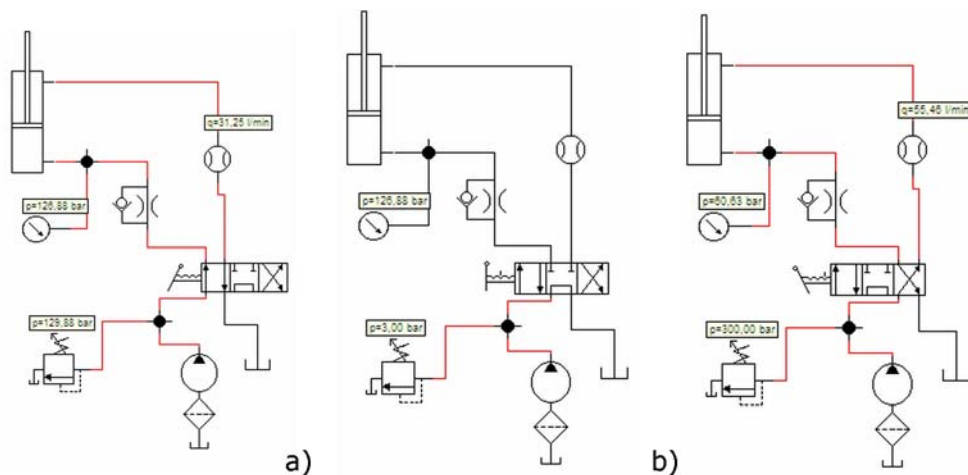 q=31,25 l/min
p=126,88 bar
p=129,88 bar
a)
p=126,88 bar
p=3,00 bar
b)
q=55,46 l/min
p=60,63 bar
p=300,00 bar